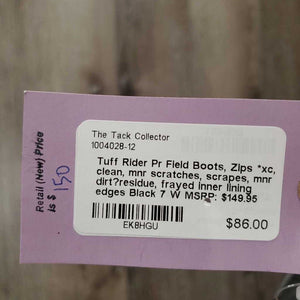 The Tack Collector
1004028-12
Tuff Rider Pr Field Boots, Zips *xc,
clean, mnr scratches, scrapes, mnr
dirt?residue, frayed inner lining
edges Black 7 W MSRP: $149.95
EK8HGU
$86.00
Retail (New) Price
is $ 150